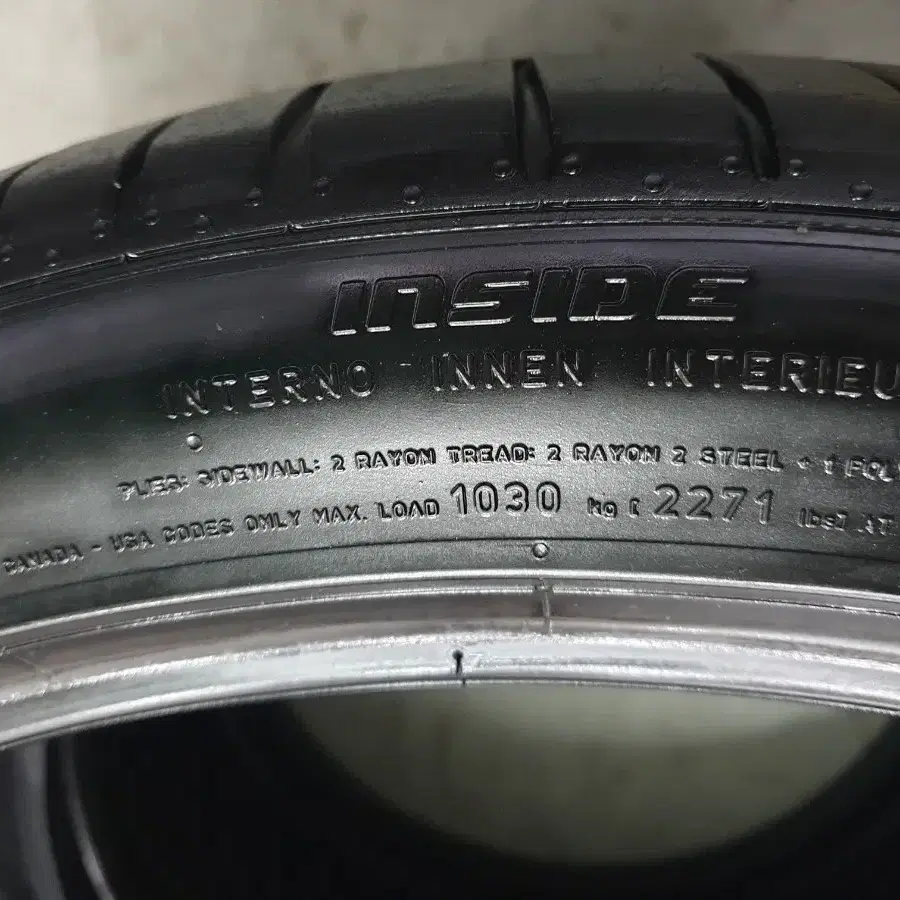 INSIDE
INTERNO INNEN INTERIEU
PLIES: SIDEWALL: 2 RAYON TREAD: 2 RAYON 2 STEEL + 1 POLY
CANADA - USA CODES ONLY MAX. LOAD 1030 kg [ 2271 lbs] AT